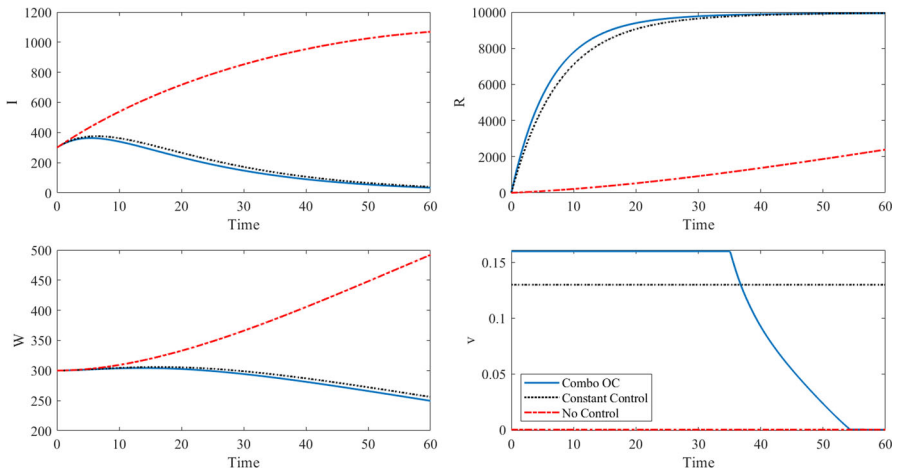 1200
1000
800
600
400
200
0
I
0 10 20 30 40 50 60
Time
10000
8000
6000
4000
2000
0
R
0 10 20 30 40 50 60
Time
500
450
400
350
300
250
200
W
0 10 20 30 40 50 60
Time
0.15
0.1
0.05
0
v
Combo OC
Constant Control
No Control
0 10 20 30 40 50 60
Time